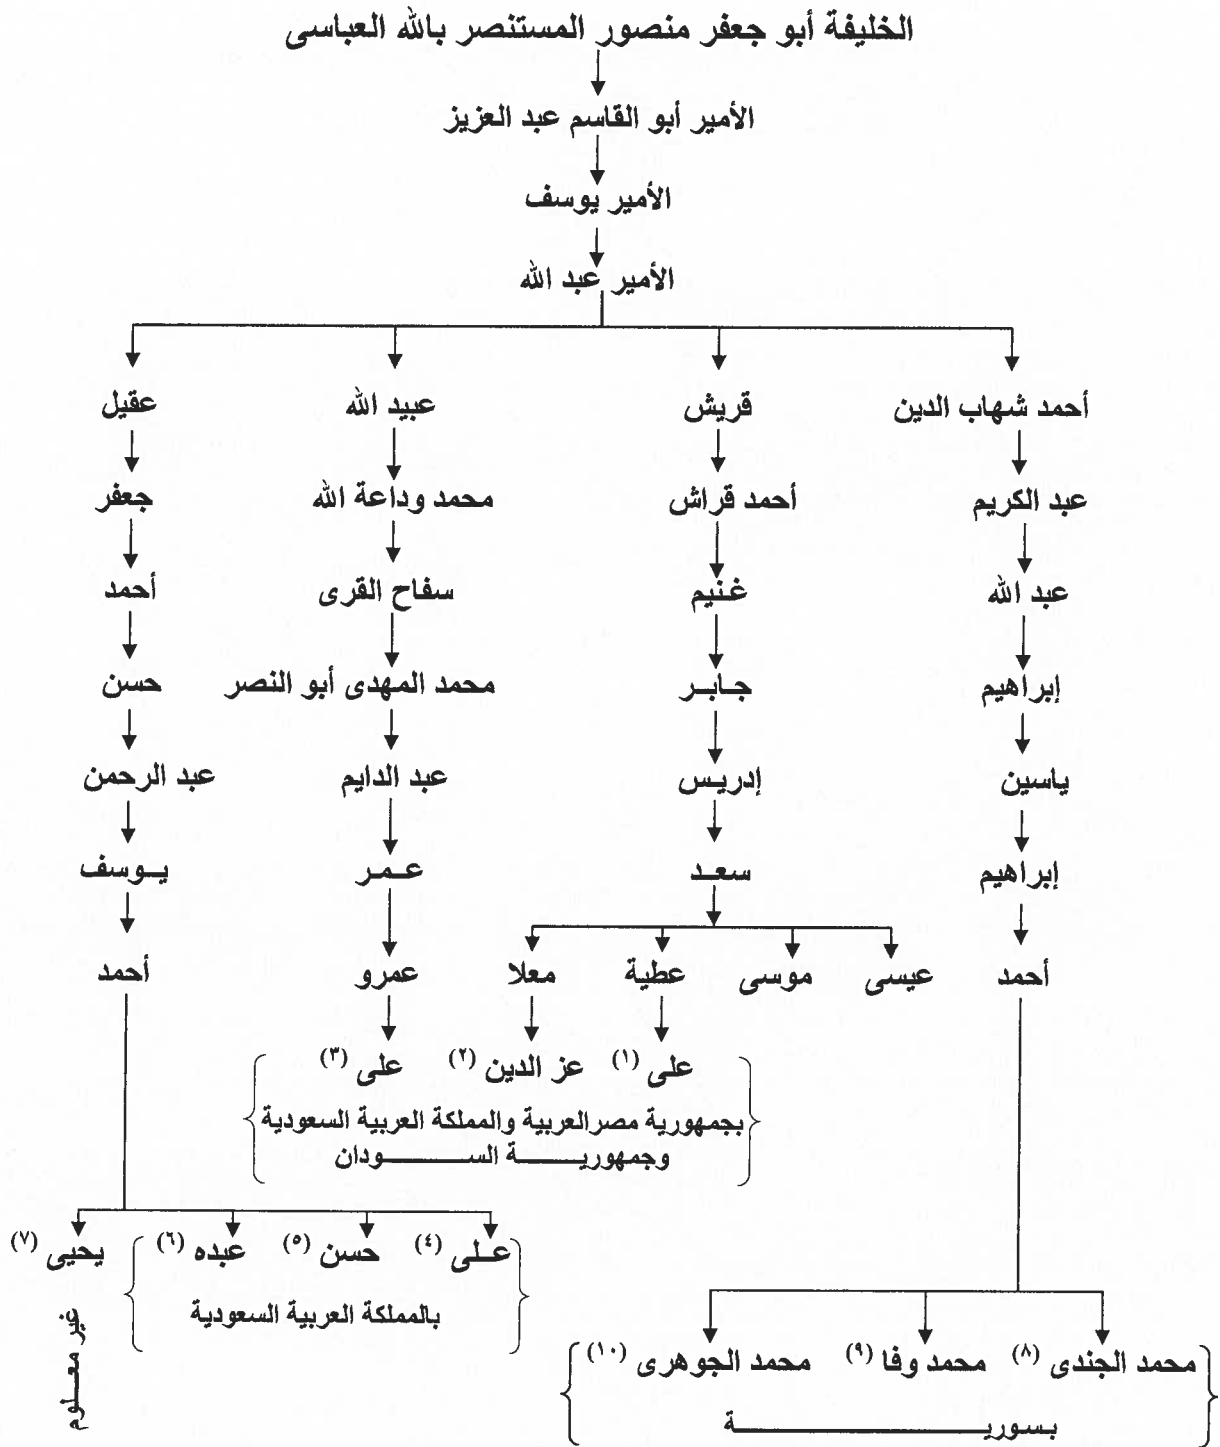 الخليفة أبو جعفر منصور المستنصر بالله العباسى
الأمير أبو القاسم عبد العزيز
الأمير يوسف
الأمير عبد الله
أحمد شهاب الدين قريش عبيد الله عقيل
عبد الكريم أحمد قراش محمد وداعة الله جعفر
عبد الله غنيم سفاح القرى أحمد
إبراهيم جابر محمد المهدى أبو النصر حسن
ياسين إدريس عبد الدايم عبد الرحمن
إبراهيم سعد عمر يوسف
أحمد عيسى موسى عطية معلا عمرو أحمد
على (١) عز الدين (٢) على (٣)
بجمهورية مصر العربية والمملكة العربية السعودية
وجمهورية السودان
على (٤) حسن (٥) عبده (٦) يحيى (٧)
بالمملكة العربية السعودية
غير معلوم
محمد الجندى (٨) محمد وفا (٩) محمد الجوهرى (١٠)
بسورية